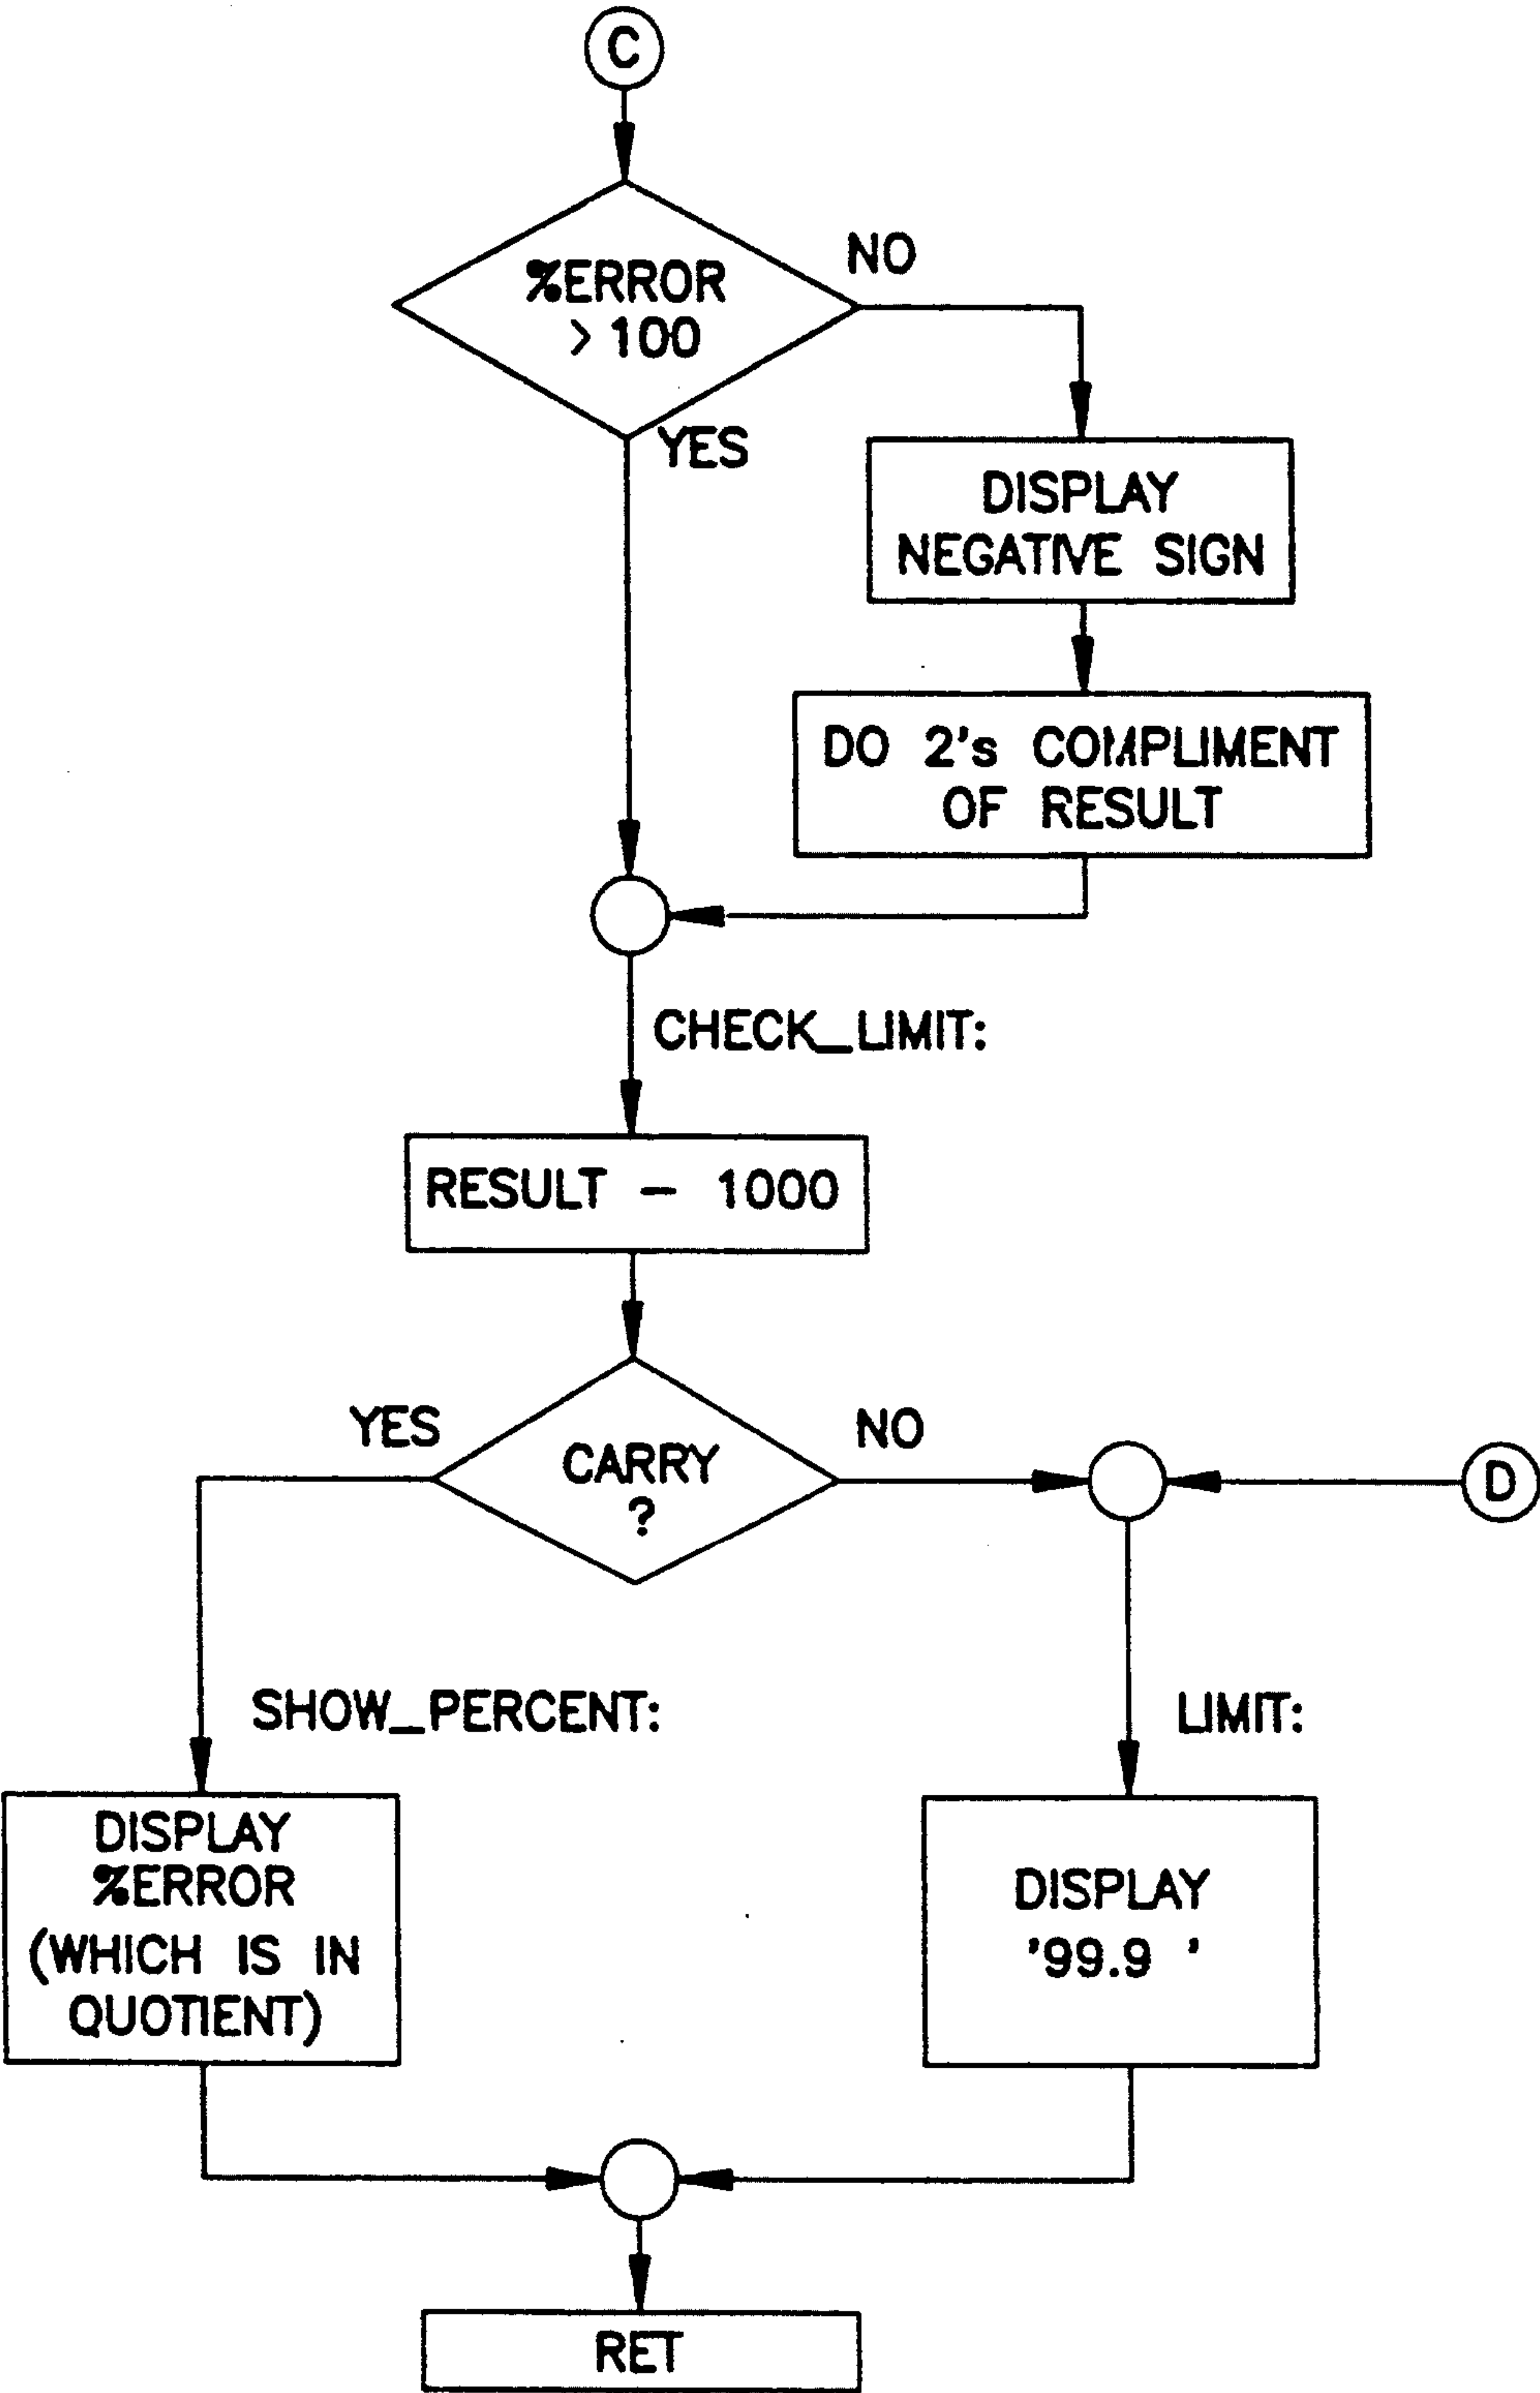 C
%ERROR
> 100
NO
YES
DISPLAY
NEGATIVE SIGN
DO 2's COMPLIMENT
OF RESULT
CHECK_LIMIT:
RESULT - 1000
YES
CARRY
?
NO
D
SHOW_PERCENT:
LIMIT:
DISPLAY
%ERROR
(WHICH IS IN
QUOTIENT)
DISPLAY
'99.9 '
RET